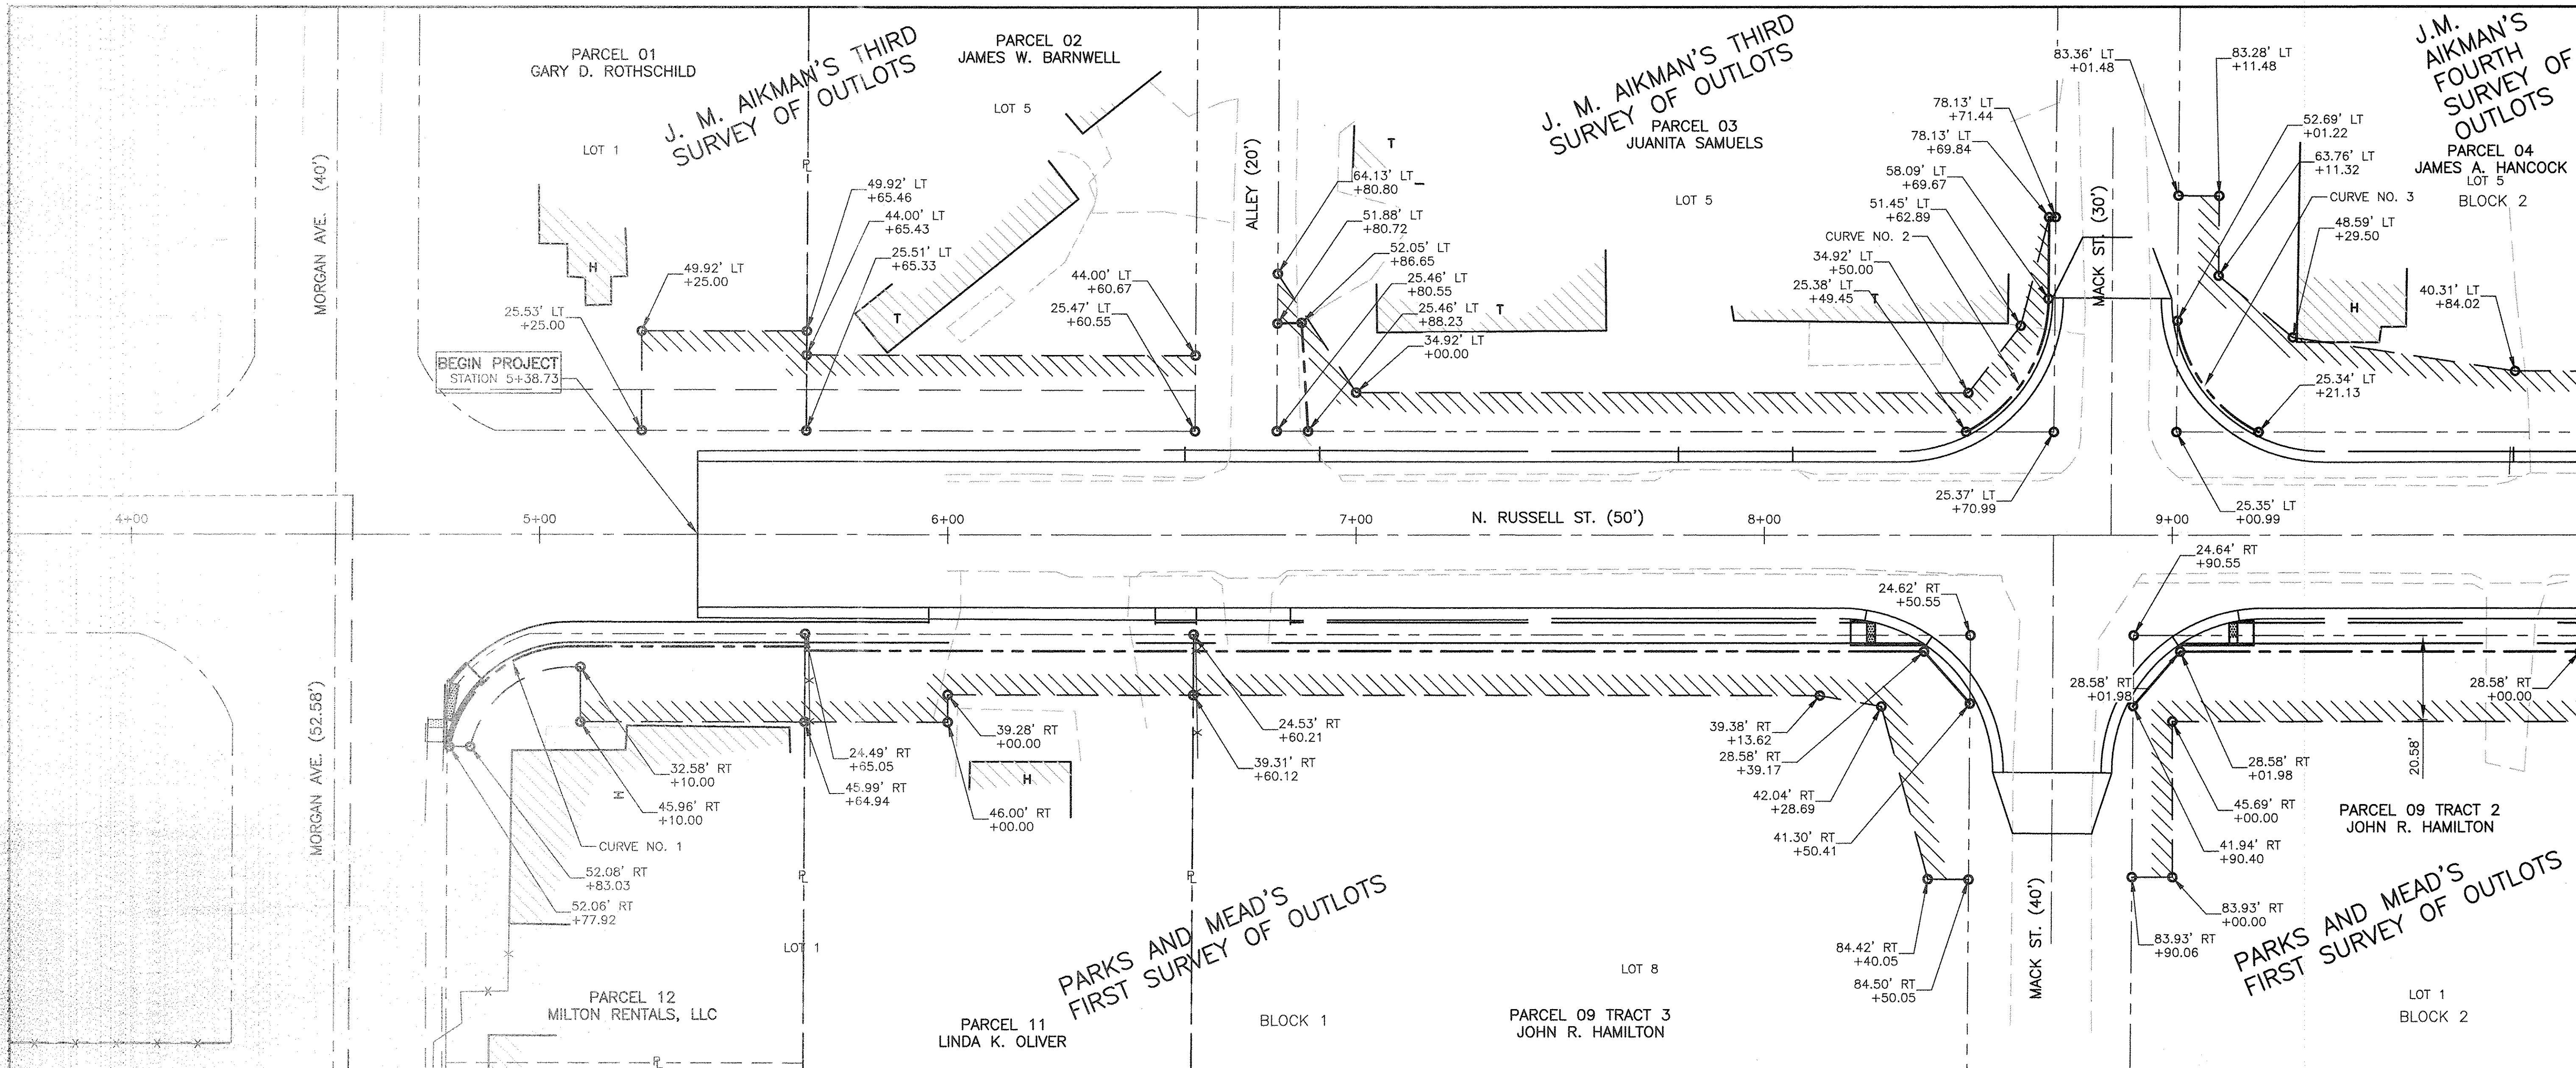 PARCEL 01
GARY D. ROTHSCHILD
J. M. AIKMAN'S THIRD
SURVEY OF OUTLOTS
PARCEL 02
JAMES W. BARNWELL
LOT 5
LOT 1
MORGAN AVE. (40')
H
T
P
L
49.92' LT
+65.46
44.00' LT
+65.43
25.51' LT
+65.33
49.92' LT
+25.00
25.53' LT
+25.00
44.00' LT
+60.67
25.47' LT
+60.55
BEGIN PROJECT
STATION 5+38.73
ALLEY (20')
T
64.13' LT
+80.80
51.88' LT
+80.72
52.05' LT
+86.65
25.46' LT
+80.55
25.46' LT
+88.23
34.92' LT
+00.00
T
J. M. AIKMAN'S THIRD
SURVEY OF OUTLOTS
PARCEL 03
JUANITA SAMUELS
LOT 5
83.36' LT
+01.48
78.13' LT
+71.44
78.13' LT
+69.84
58.09' LT
+69.67
51.45' LT
+62.89
CURVE NO. 2
34.92' LT
+50.00
25.38' LT
+49.45
T
MACK ST. (30')
83.28' LT
+11.48
52.69' LT
+01.22
63.76' LT
+11.32
CURVE NO. 3
48.59' LT
+29.50
J.M.
AIKMAN'S
FOURTH
SURVEY OF
OUTLOTS
PARCEL 04
JAMES A. HANCOCK
LOT 5
BLOCK 2
H
40.31' LT
+84.02
25.34' LT
+21.13
25.37' LT
+70.99
25.35' LT
+00.99
4+00
5+00
6+00
7+00
N. RUSSELL ST. (50')
8+00
9+00
24.64' RT
+90.55
24.62' RT
+50.55
28.58' RT
+01.98
28.58' RT
+00.00
20.58'
MORGAN AVE. (52.58')
32.58' RT
+10.00
45.96' RT
+10.00
H
CURVE NO. 1
52.08' RT
+83.03
52.06' RT
+77.92
24.49' RT
+65.05
45.99' RT
+64.94
39.28' RT
+00.00
H
46.00' RT
+00.00
24.53' RT
+60.21
39.31' RT
+60.12
39.38' RT
+13.62
28.58' RT
+39.17
42.04' RT
+28.69
41.30' RT
+50.41
28.58' RT
+01.98
45.69' RT
+00.00
41.94' RT
+90.40
PARCEL 09 TRACT 2
JOHN R. HAMILTON
P
L
P
L
PARKS AND MEAD'S
FIRST SURVEY OF OUTLOTS
LOT 1
84.42' RT
+40.05
84.50' RT
+50.05
MACK ST. (40')
83.93' RT
+00.00
83.93' RT
+90.06
PARKS AND MEAD'S
FIRST SURVEY OF OUTLOTS
LOT 8
LOT 1
BLOCK 2
PARCEL 12
MILTON RENTALS, LLC
PARCEL 11
LINDA K. OLIVER
BLOCK 1
PARCEL 09 TRACT 3
JOHN R. HAMILTON
P
L